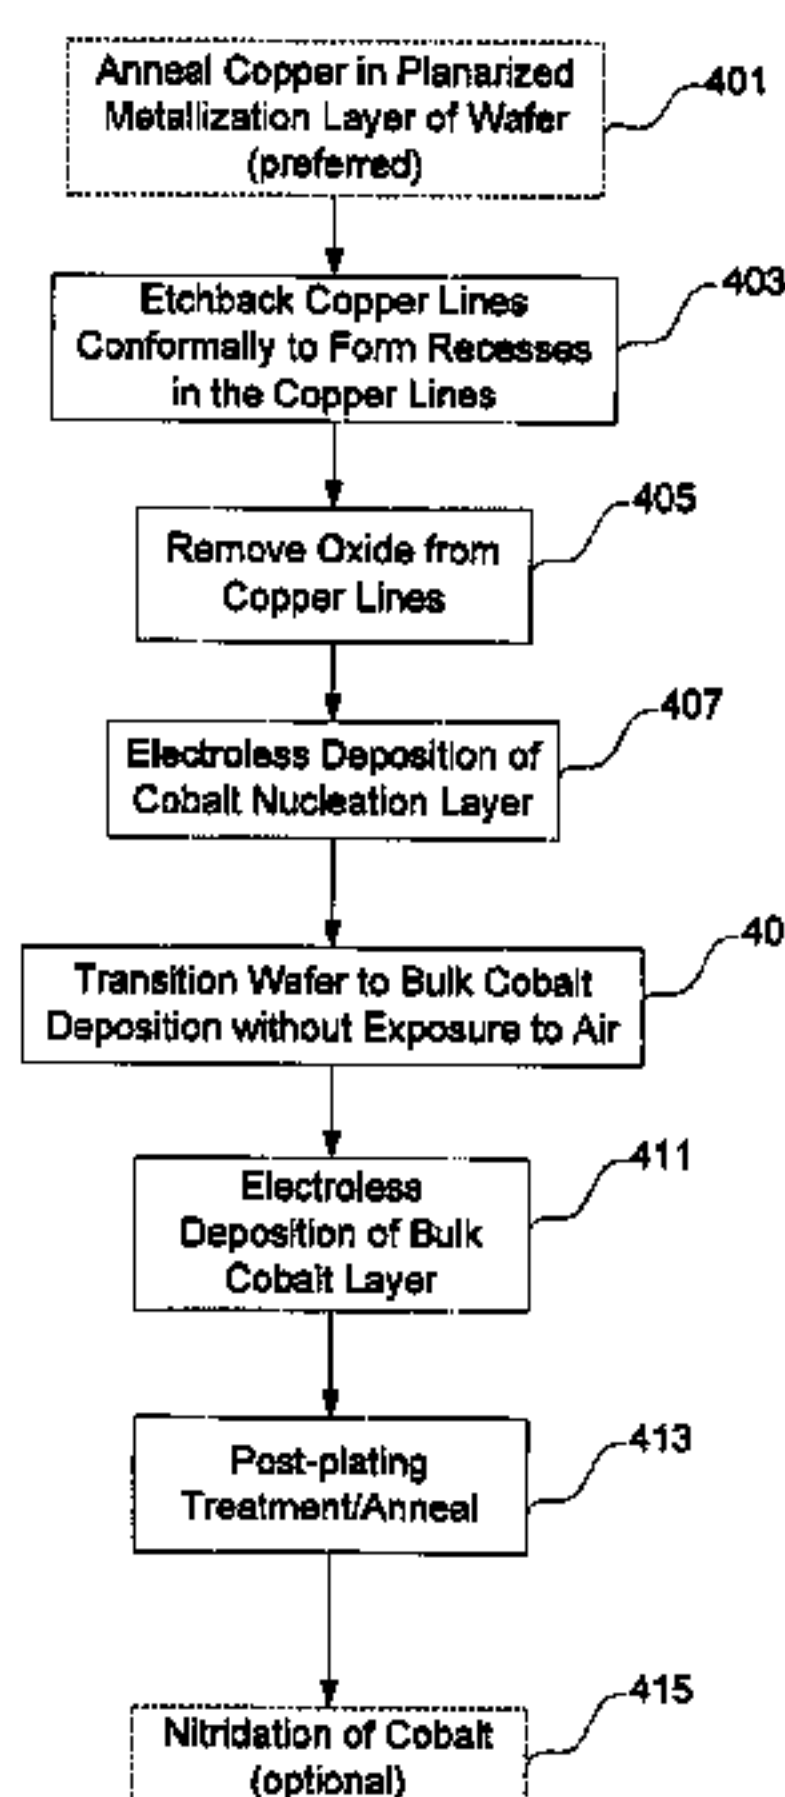 Anneal Copper in Planarized
Metallization Layer of Wafer
(preferred)
401
Etchback Copper Lines
Conformally to Form Recesses
in the Copper Lines
403
Remove Oxide from
Copper Lines
405
Electroless Deposition of
Cobalt Nucleation Layer
407
Transition Wafer to Bulk Cobalt
Deposition without Exposure to Air
40
Electroless
Deposition of Bulk
Cobalt Layer
411
Post-plating
Treatment/Anneal
413
Nitridation of Cobalt
(optional)
415